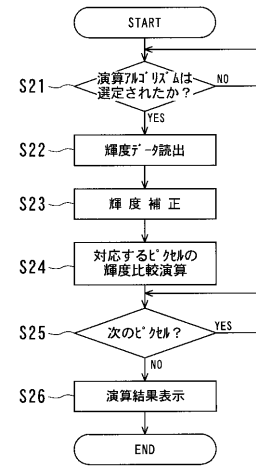 START
S21
演算アルゴリズムは
選定されたか?
NO
YES
S22
輝度データ読出
S23
輝度補正
S24
対応するピクセルの
輝度比較演算
S25
次のピクセル?
YES
NO
S26
演算結果表示
END